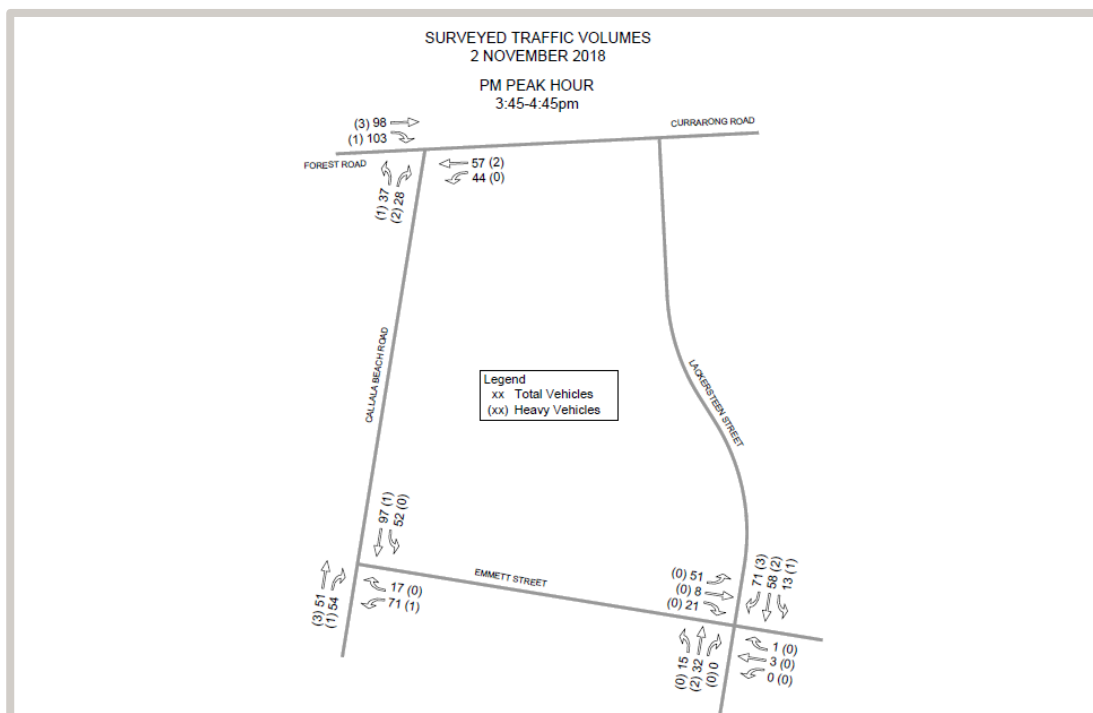 SURVEYED TRAFFIC VOLUMES
2 NOVEMBER 2018
PM PEAK HOUR
3:45-4:45pm
(3) 98
(1) 103
CURRARONG ROAD
FOREST ROAD
57 (2)
44 (0)
(1) 37
(2) 28
CALLALA BEACH ROAD
Legend
xx Total Vehicles
(xx) Heavy Vehicles
LACKERSTEEN STREET
97 (1)
52 (0)
EMMETT STREET
(3) 51
(1) 54
17 (0)
71 (1)
(0) 51
(0) 8
(0) 21
71 (3)
58 (2)
13 (1)
(0) 15
(2) 32
(0) 0
1 (0)
3 (0)
0 (0)